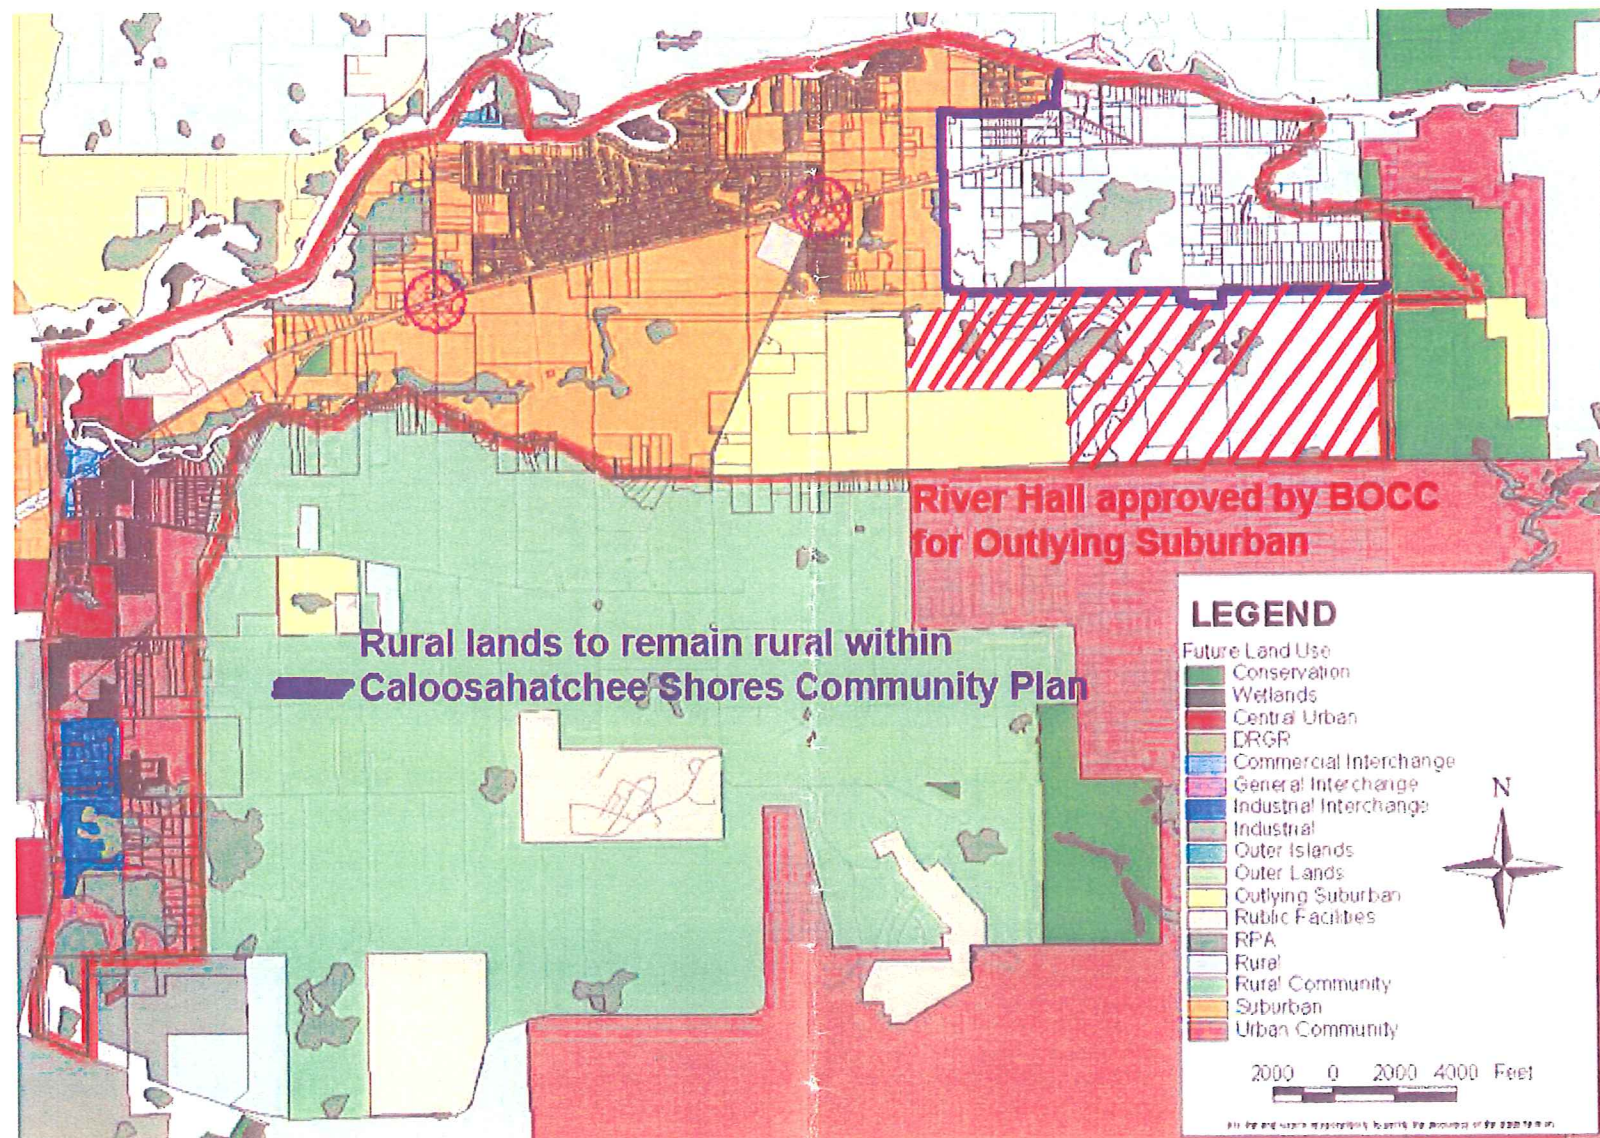 River Hall approved by BOCC
for Outlying Suburban
Rural lands to remain rural within
Caloosahatchee Shores Community Plan
LEGEND
Future Land Use
Conservation
Wetlands
Central Urban
DRGR
Commercial Interchange
General Interchange
Industrial Interchange
Industrial
Outer Islands
Outer Lands
Outlying Suburban
Rublic Facilities
RPA
Rural
Rural Community
Suburban
Urban Community
N
2000 0 2000 4000 Feet